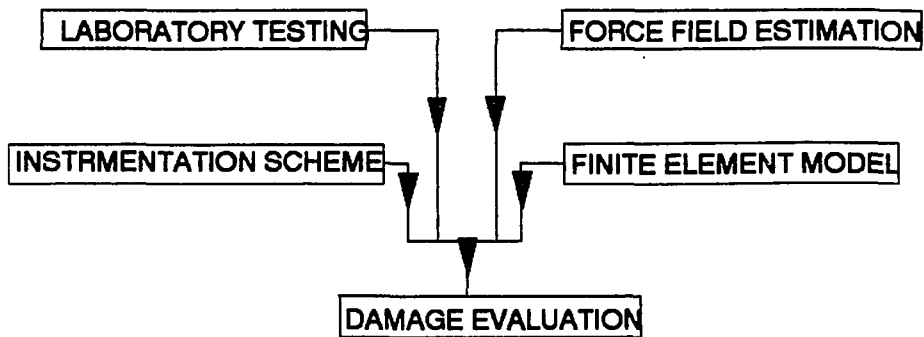 LABORATORY TESTING
FORCE FIELD ESTIMATION
INSTRMENTATION SCHEME
FINITE ELEMENT MODEL
DAMAGE EVALUATION